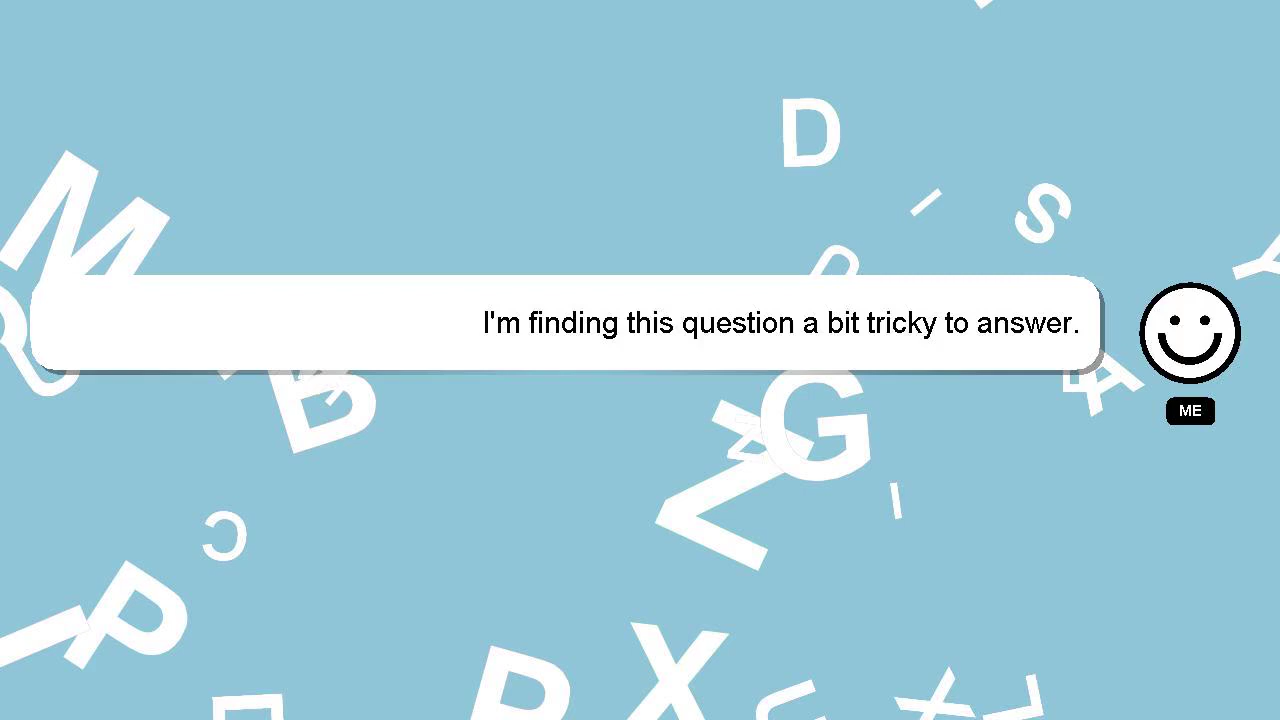 D
I
S
M
Y
I'm finding this question a bit tricky to answer.
ME
B
A
G
Z
Z
I
C
P
I
P
X
U
X
L